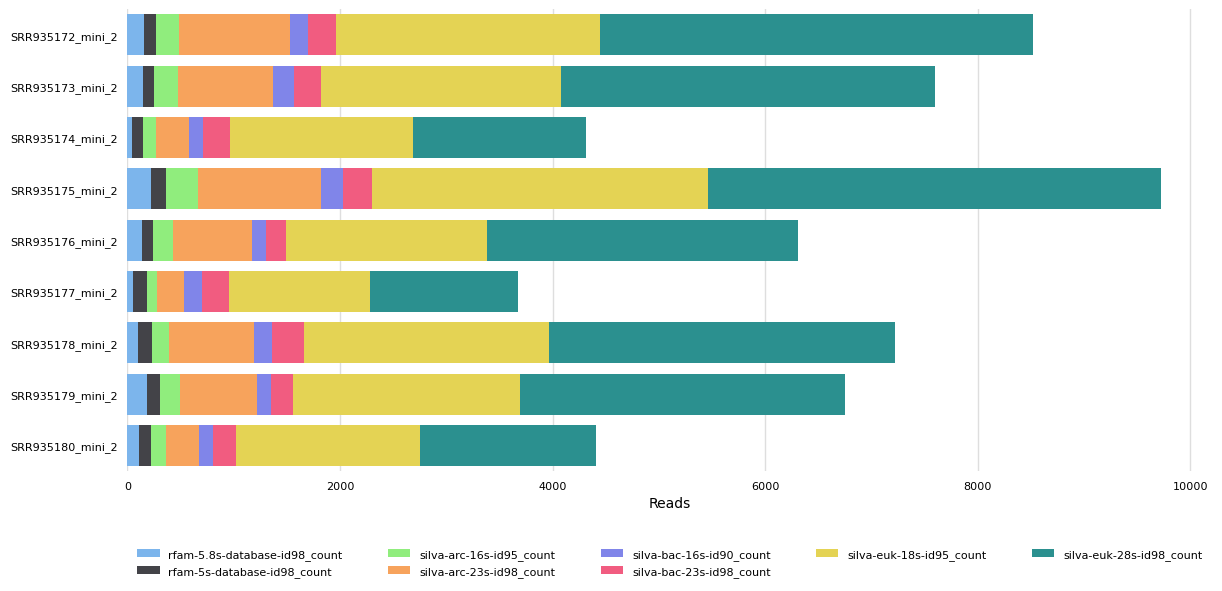 SRR935172_mini_2
SRR935173_mini_2
SRR935174_mini_2
SRR935175_mini_2
SRR935176_mini_2
SRR935177_mini_2
SRR935178_mini_2
SRR935179_mini_2
SRR935180_mini_2
0 2000 4000 6000 8000 10000
Reads
rfam-5.8s-database-id98_count silva-arc-16s-id95_count silva-bac-16s-id90_count silva-euk-18s-id95_count silva-euk-28s-id98_count
rfam-5s-database-id98_count silva-arc-23s-id98_count silva-bac-23s-id98_count